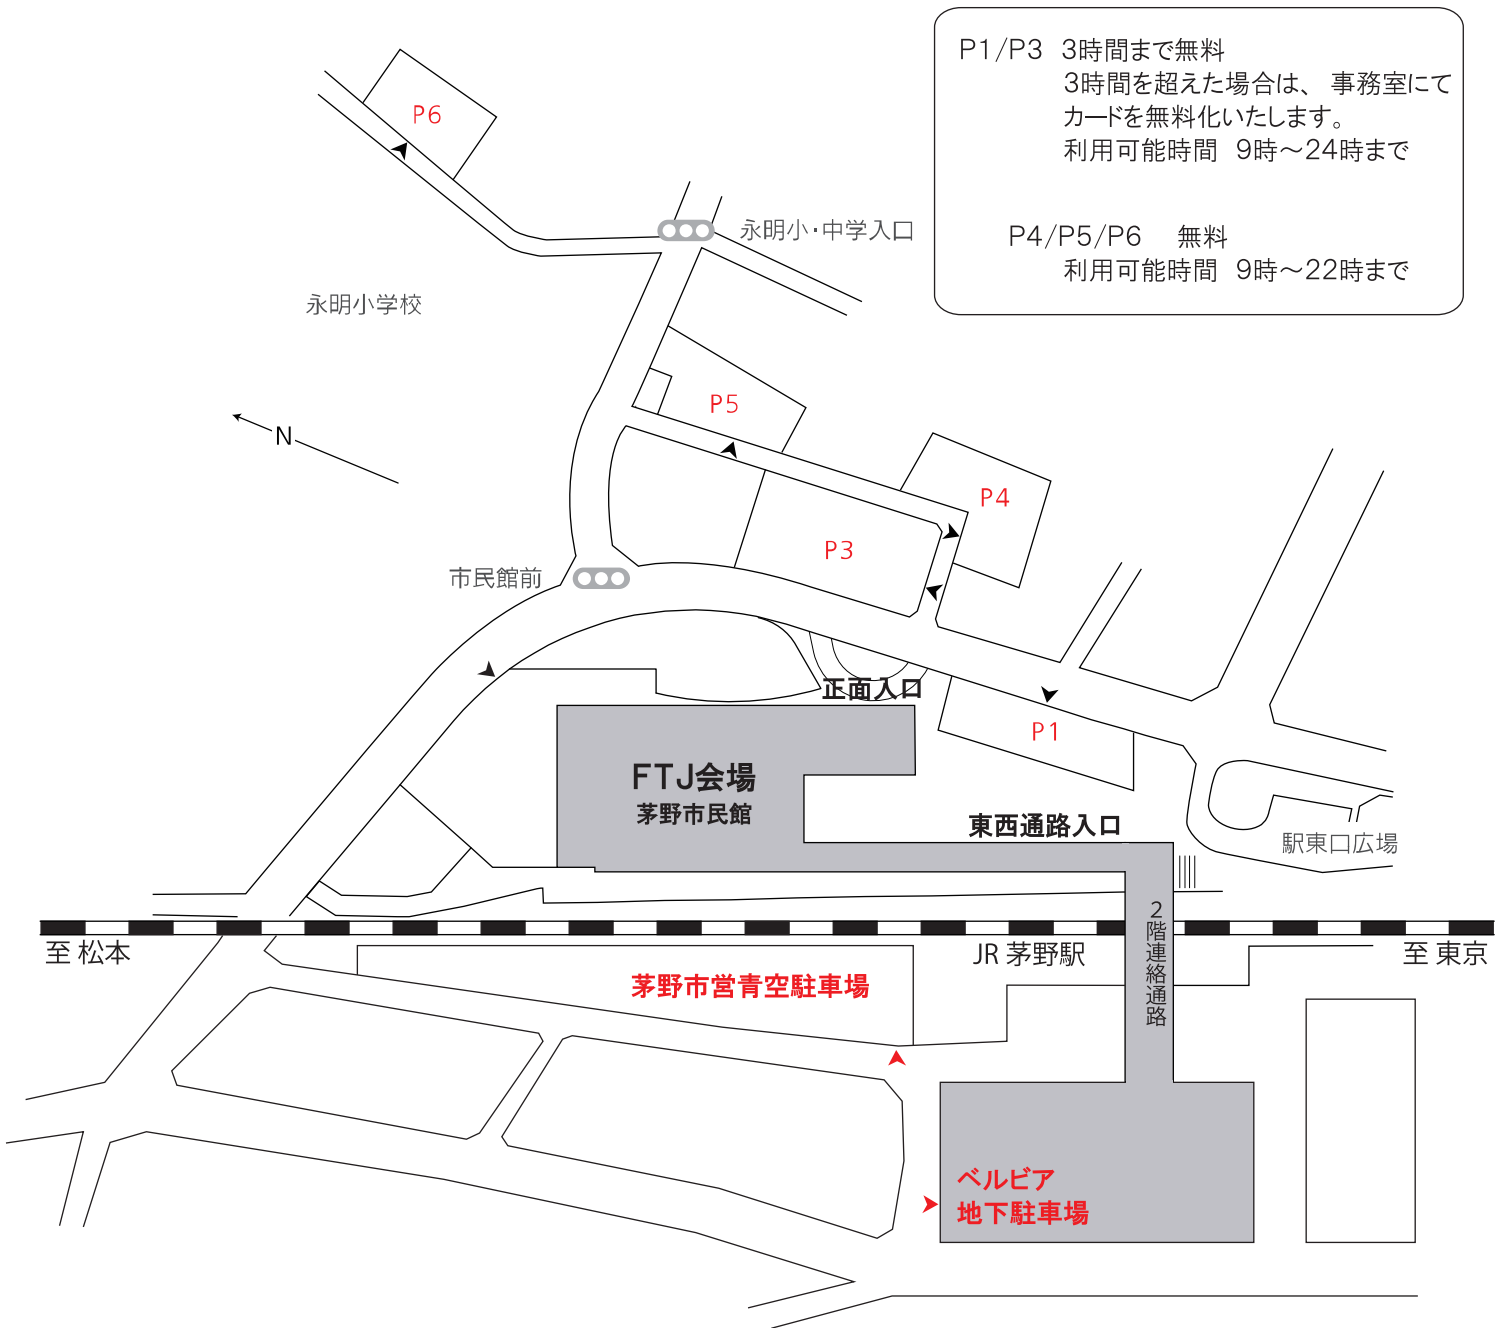 P1/P3 3時間まで無料
3時間を超えた場合は、事務室にて
カードを無料化いたします。
利用可能時間 9時～24時まで
P4/P5/P6 無料
利用可能時間 9時～22時まで
P6
永明小・中学入口
永明小学校
P5
N
P4
P3
市民館前
正面入口
P1
FTJ会場
茅野市民館
東西通路入口
駅東口広場
2階連絡通路
至 松本
JR 茅野駅
至 東京
茅野市営青空駐車場
ベルビア
地下駐車場